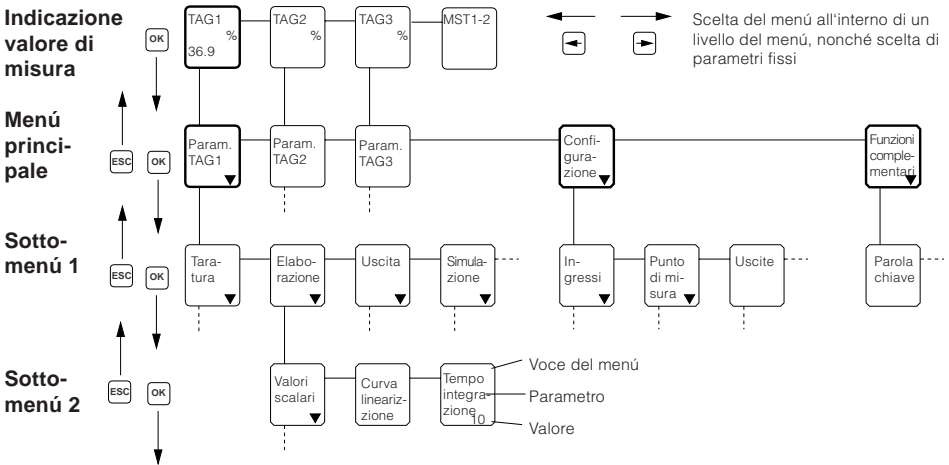 Indicazione
valore di
misura
OK
TAG1
%
36.9
TAG2
%
TAG3
%
MST1-2
Scelta del menú all'interno di un
livello del menú, nonché scelta di
parametri fissi
Menú
princi-
pale
ESC
OK
Param.
TAG1
Param.
TAG2
Param.
TAG3
Confi-
gura-
zione
Funzioni
comple-
mentari
Sotto-
menú 1
ESC
OK
Tara-
tura
Elabo-
razione
Uscita
Simula-
zione
In-
gressi
Punto
di mi-
sura
Uscite
Parola
chiave
Sotto-
menú 2
ESC
OK
Valori
scalari
Curva
lineariz-
zione
Tempo
integra-
zione
10
Voce del menú
Parametro
Valore